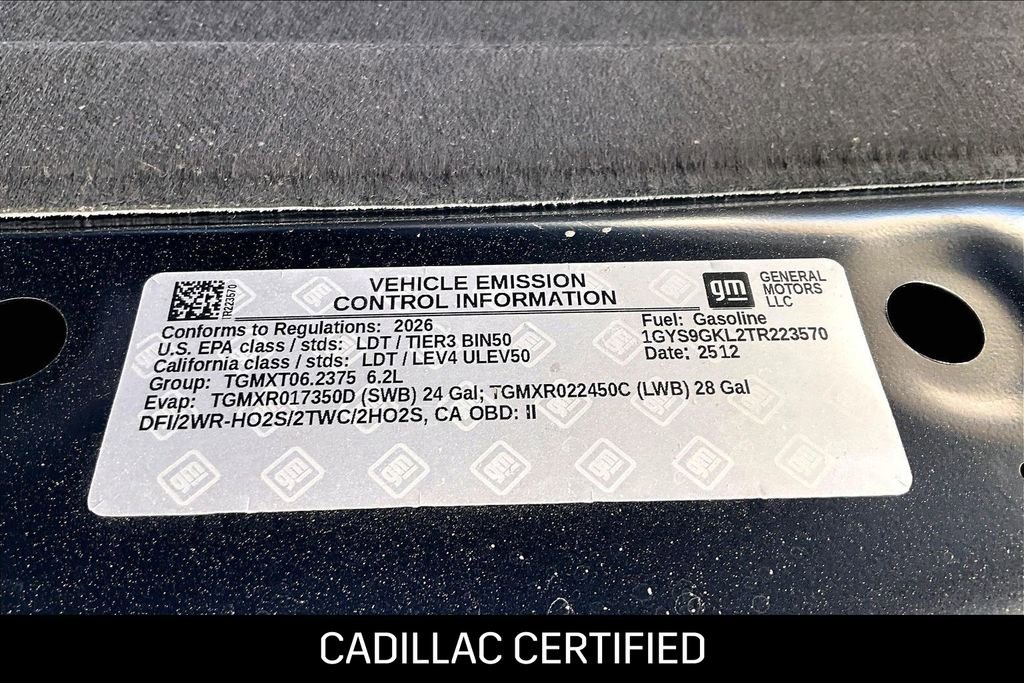 VEHICLE EMISSION
CONTROL INFORMATION
gm
GENERAL
MOTORS
LLC
TR223570
Conforms to Regulations: 2026
Fuel: Gasoline
U.S. EPA class / stds: LDT / TIER3 BIN50
1GYS9GKL2TR223570
California class / stds: LDT / LEV4 ULEV50
Date: 2512
Group: TGMXT06.2375 6.2L
Evap: TGMXR017350D (SWB) 24 Gal; TGMXR022450C (LWB) 28 Gal
DFI/2WR-HO2S/2TWC/2HO2S, CA OBD: II
CADILLAC CERTIFIED